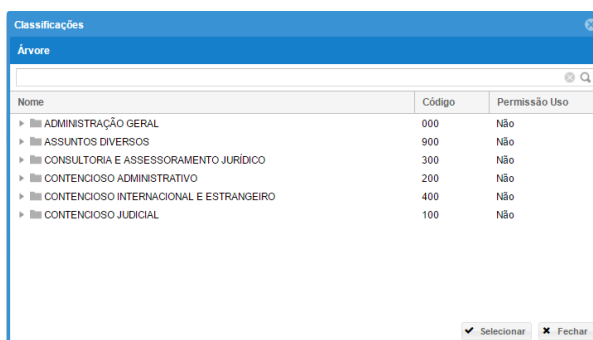 Classificações
Árvore
Nome Código Permissão Uso
ADMINISTRAÇÃO GERAL 000 Não
ASSUNTOS DIVERSOS 900 Não
CONSULTORIA E ASSESSORAMENTO JURÍDICO 300 Não
CONTENCIOSO ADMINISTRATIVO 200 Não
CONTENCIOSO INTERNACIONAL E ESTRANGEIRO 400 Não
CONTENCIOSO JUDICIAL 100 Não
Selecionar Fechar